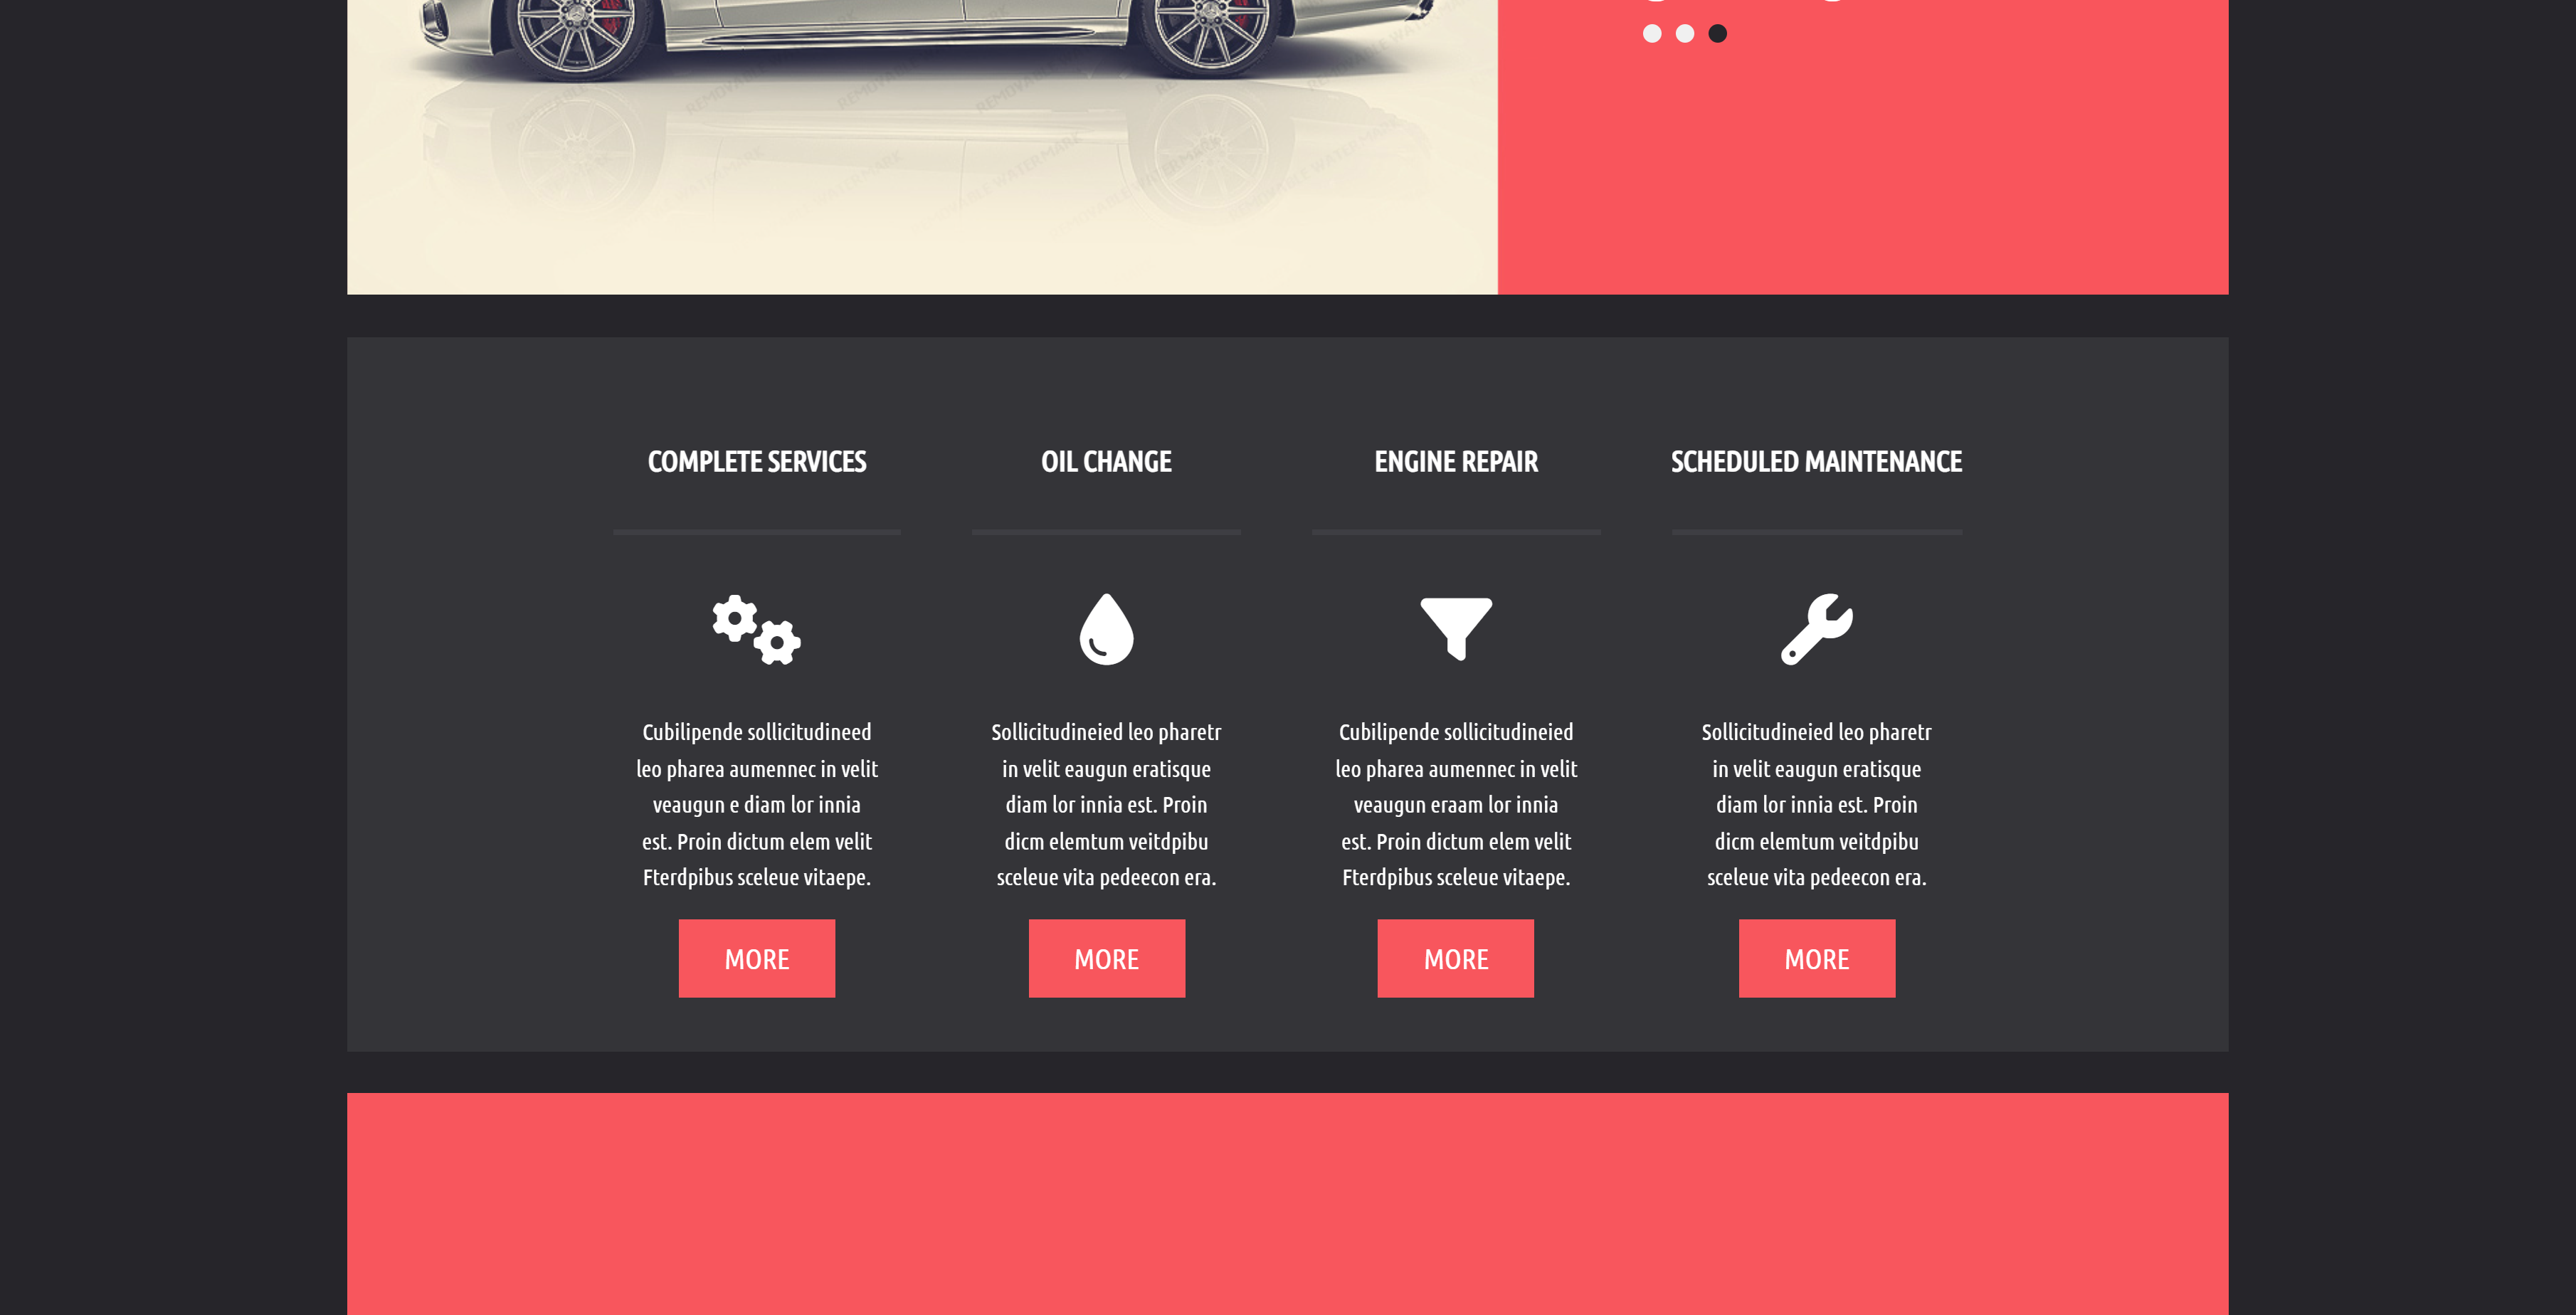 REMOVABLE WATERMARK
COMPLETE SERVICES
OIL CHANGE
ENGINE REPAIR
SCHEDULED MAINTENANCE
Cubilipende sollicitudineed
leo pharea aumennec in velit
veaugun e diam lor innia
est. Proin dictum elem velit
Fterdpibus sceleue vitaepe.
MORE
Sollicitudineied leo pharetr
in velit eaugun eratisque
diam lor innia est. Proin
dicm elemtum veitdpibu
sceleue vita pedeecon era.
MORE
Cubilipende sollicitudineied
leo pharea aumennec in velit
veaugun eraam lor innia
est. Proin dictum elem velit
Fterdpibus sceleue vitaepe.
MORE
Sollicitudineied leo pharetr
in velit eaugun eratisque
diam lor innia est. Proin
dicm elemtum veitdpibu
sceleue vita pedeecon era.
MORE